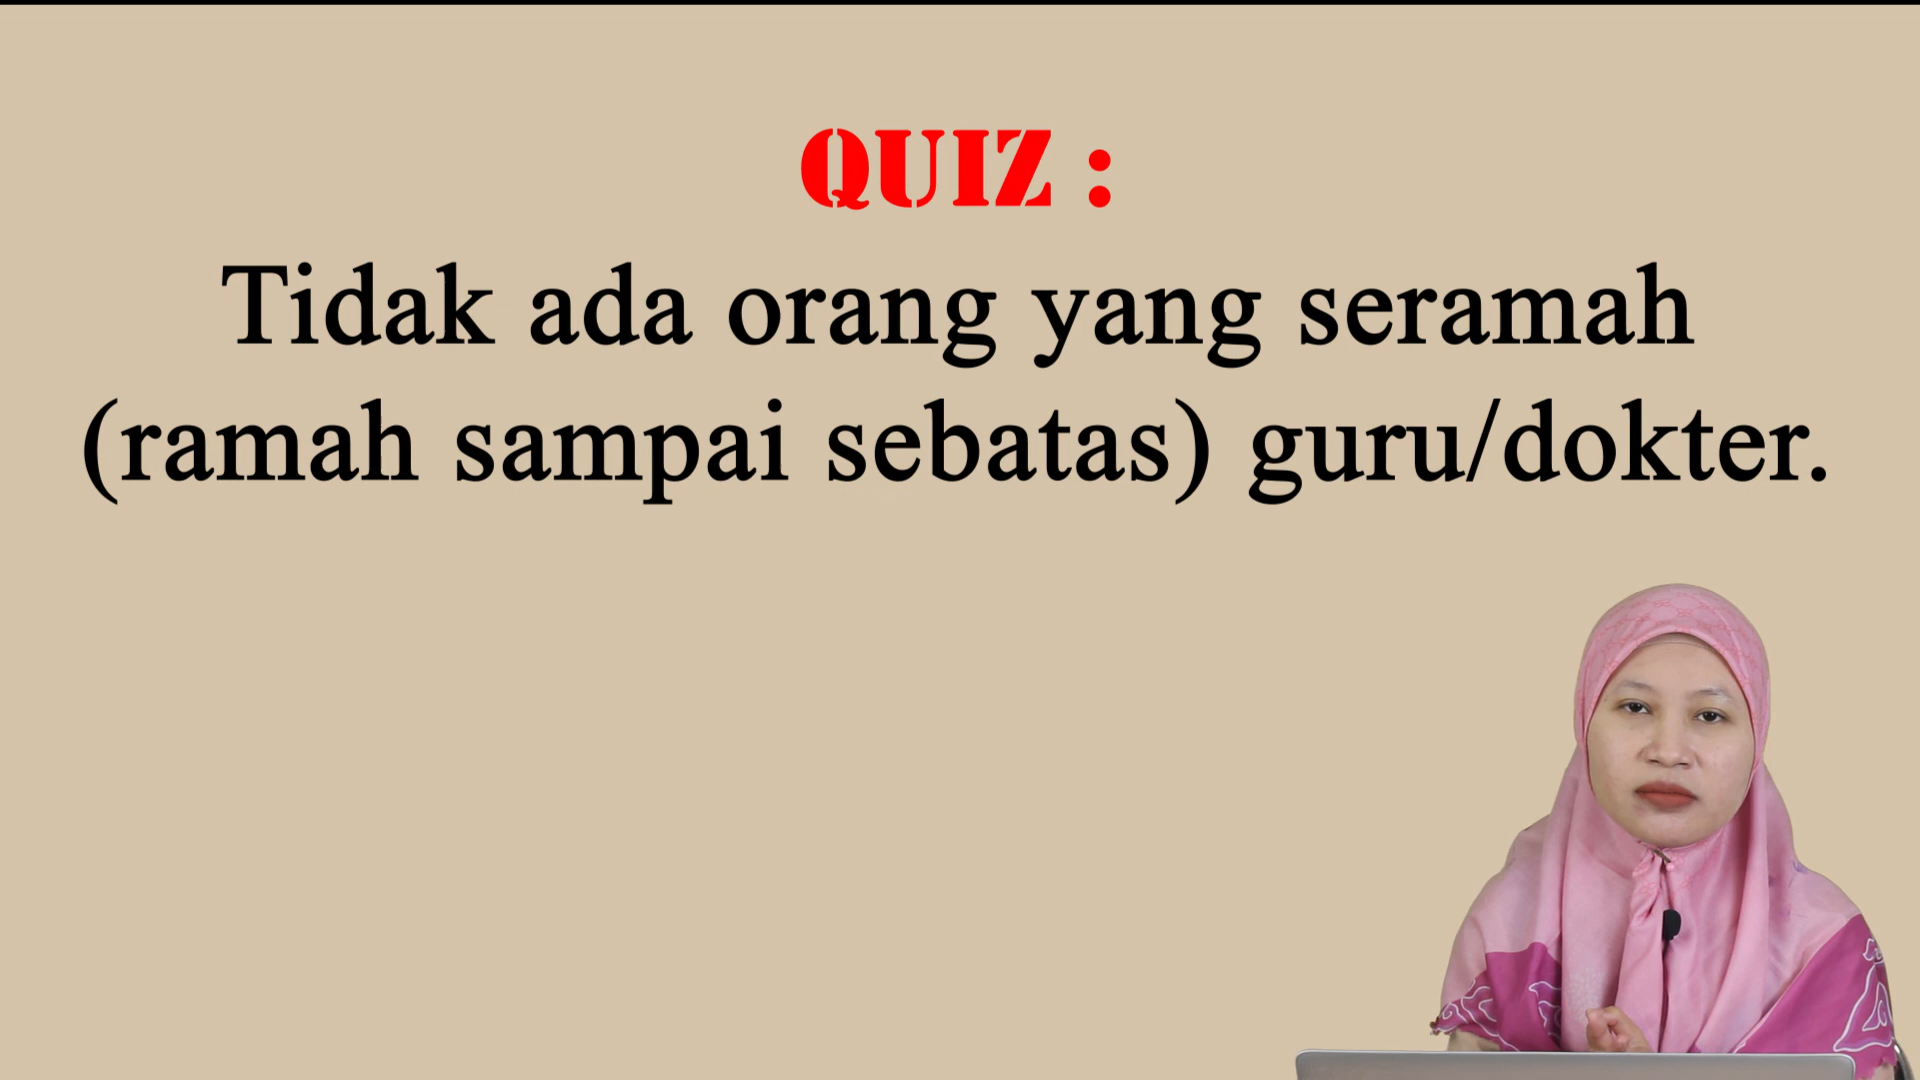 QUIZ :
Tidak ada orang yang seramah
(ramah sampai sebatas) guru/dokter.